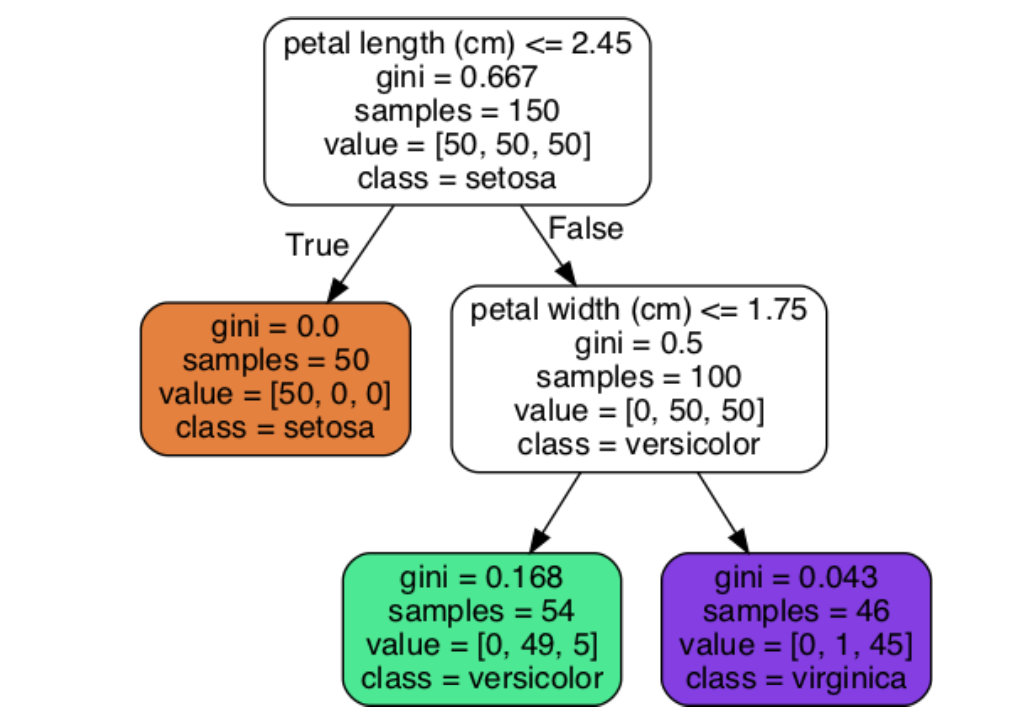 petal length (cm) <= 2.45
gini = 0.667
samples = 150
value = [50, 50, 50]
class = setosa
True
False
gini = 0.0
samples = 50
value = [50, 0, 0]
class = setosa
petal width (cm) <= 1.75
gini = 0.5
samples = 100
value = [0, 50, 50]
class = versicolor
gini = 0.168
samples = 54
value = [0, 49, 5]
class = versicolor
gini = 0.043
samples = 46
value = [0, 1, 45]
class = virginica